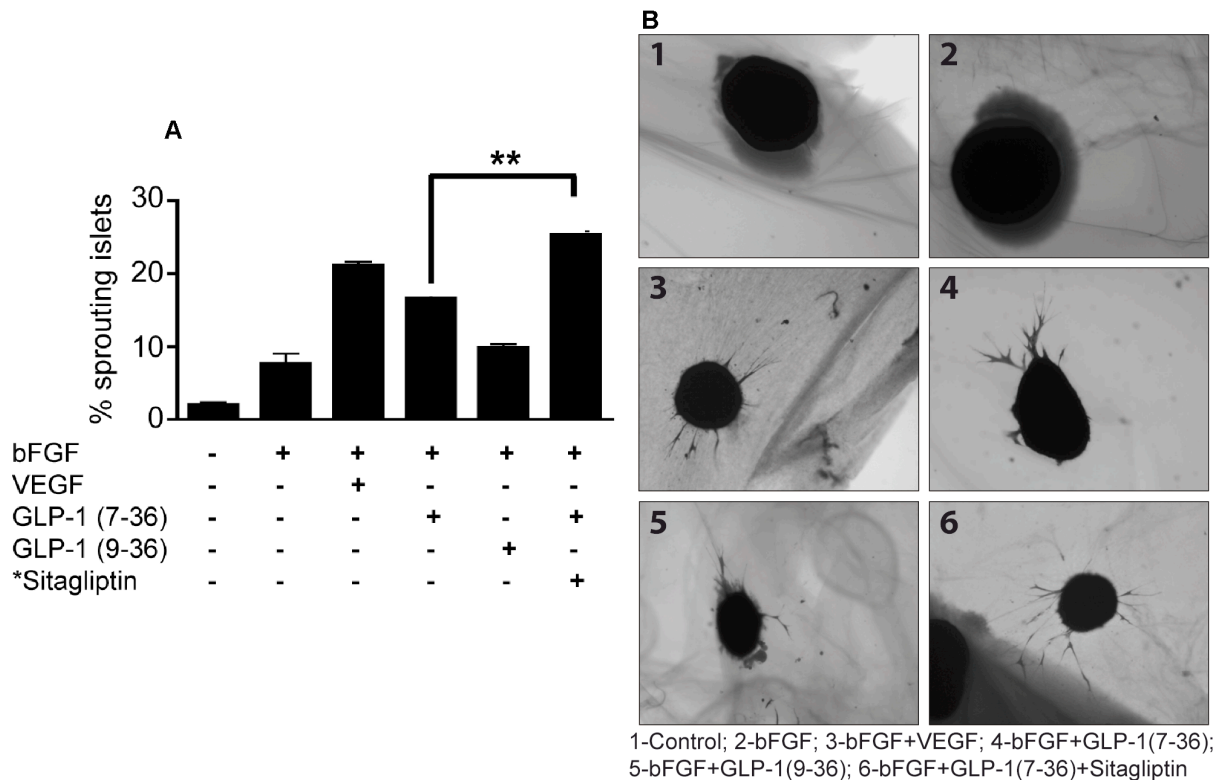 A
**
% sprouting islets
30
20
10
0
bFGF - + + + + +
VEGF - - + - - -
GLP-1 (7-36) - - - + - +
GLP-1 (9-36) - - - - + -
*Sitagliptin - - - - - +
B
1
2
3
4
5
6
1-Control; 2-bFGF; 3-bFGF+VEGF; 4-bFGF+GLP-1(7-36);
5-bFGF+GLP-1(9-36); 6-bFGF+GLP-1(7-36)+Sitagliptin